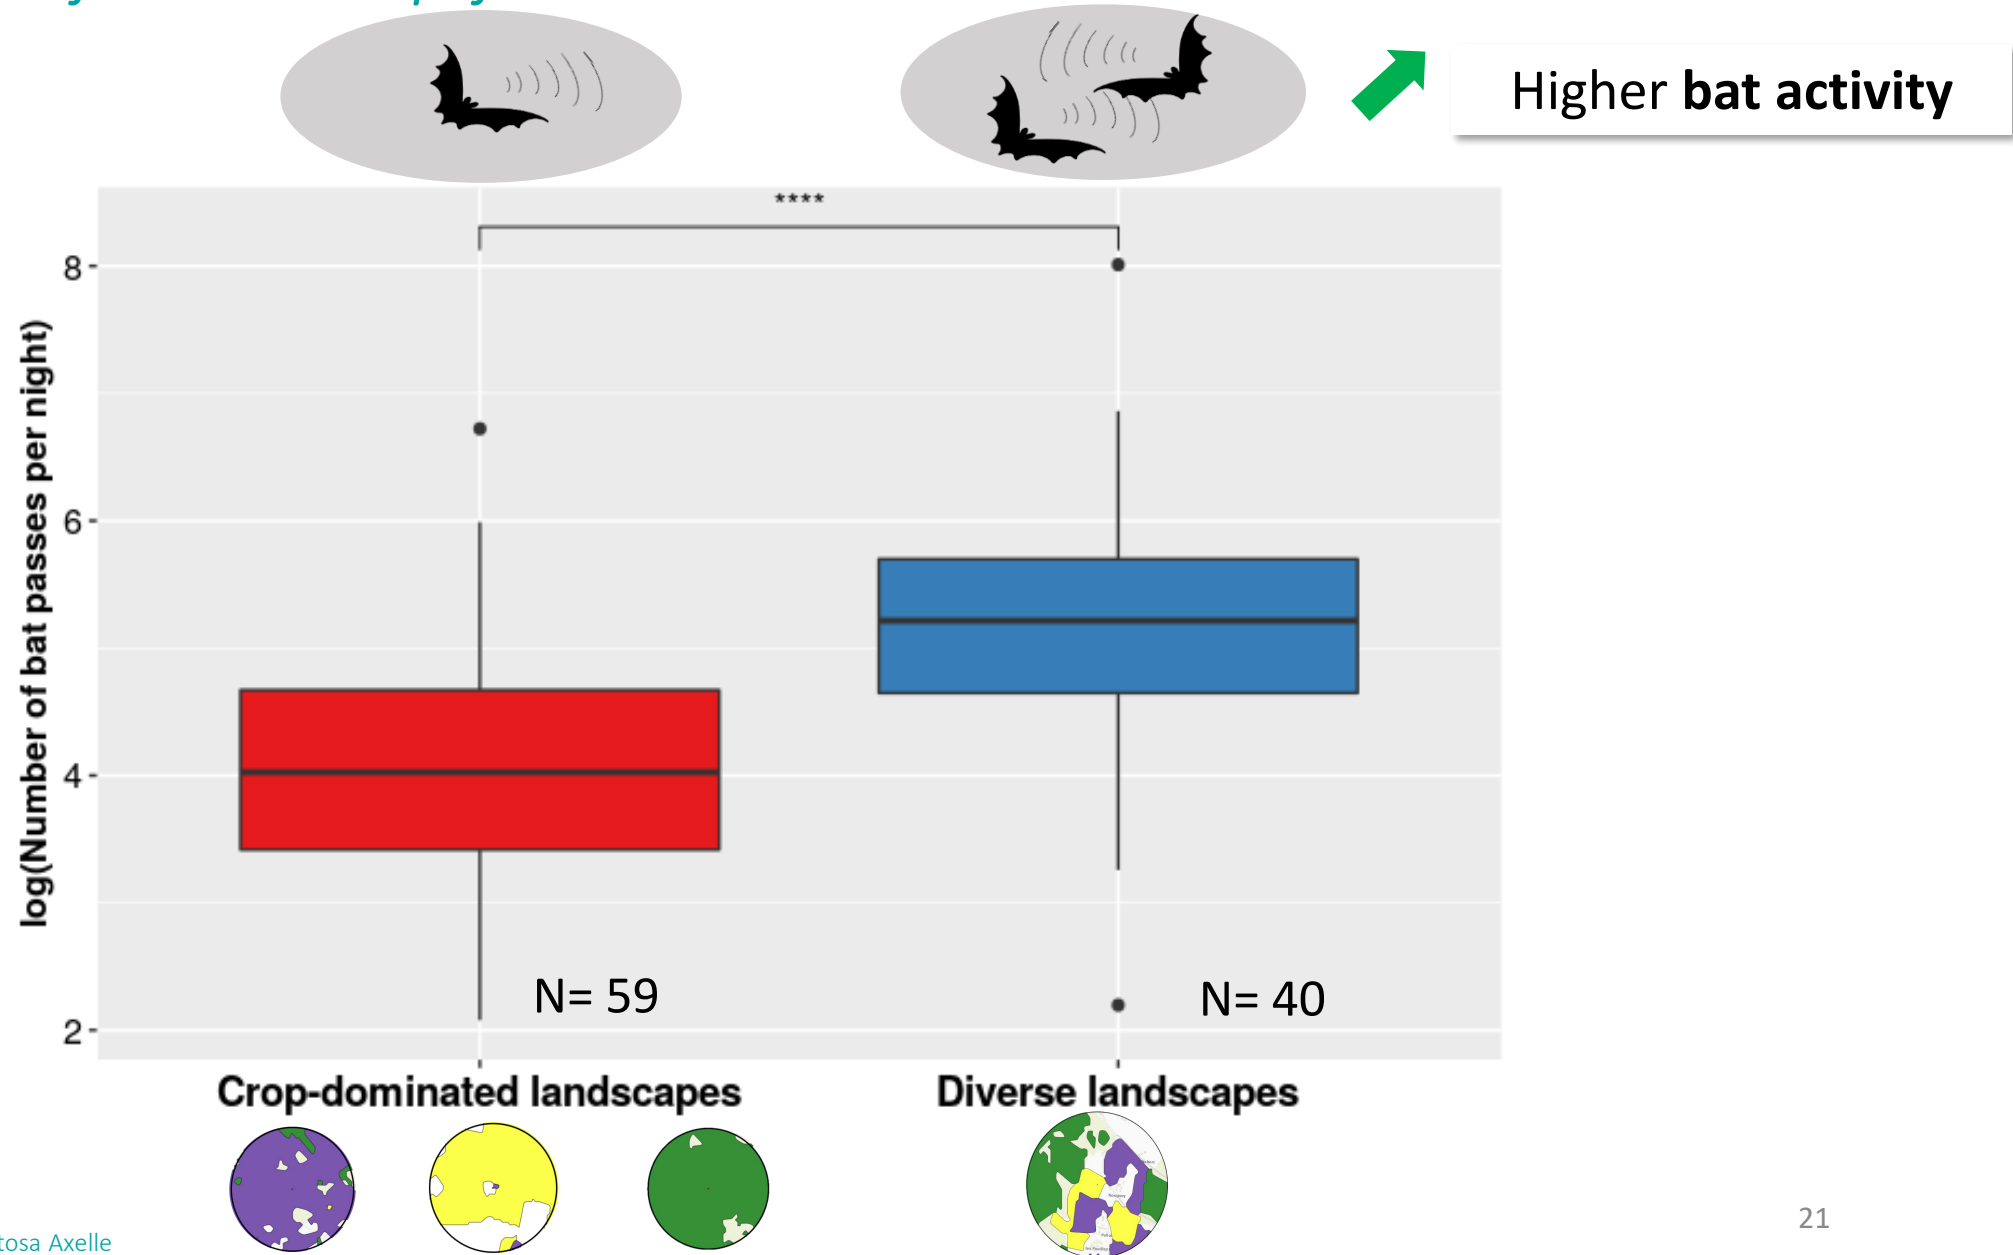 Higher bat activity
****
8
6
4
2
log(Number of bat passes per night)
N= 59
N= 40
Crop-dominated landscapes
Diverse landscapes
21
tosa Axelle